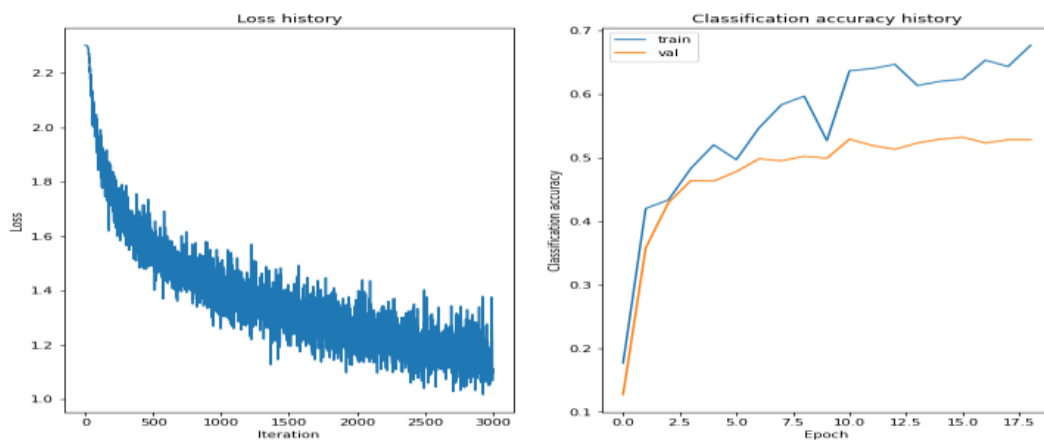 Loss history
2.2
2.0
1.8
1.6
1.4
1.2
1.0
Loss
0 500 1000 1500 2000 2500 3000
Iteration
Classification accuracy history
train
val
0.7
0.6
0.5
0.4
0.3
0.2
0.1
Classification accuracy
0.0 2.5 5.0 7.5 10.0 12.5 15.0 17.5
Epoch